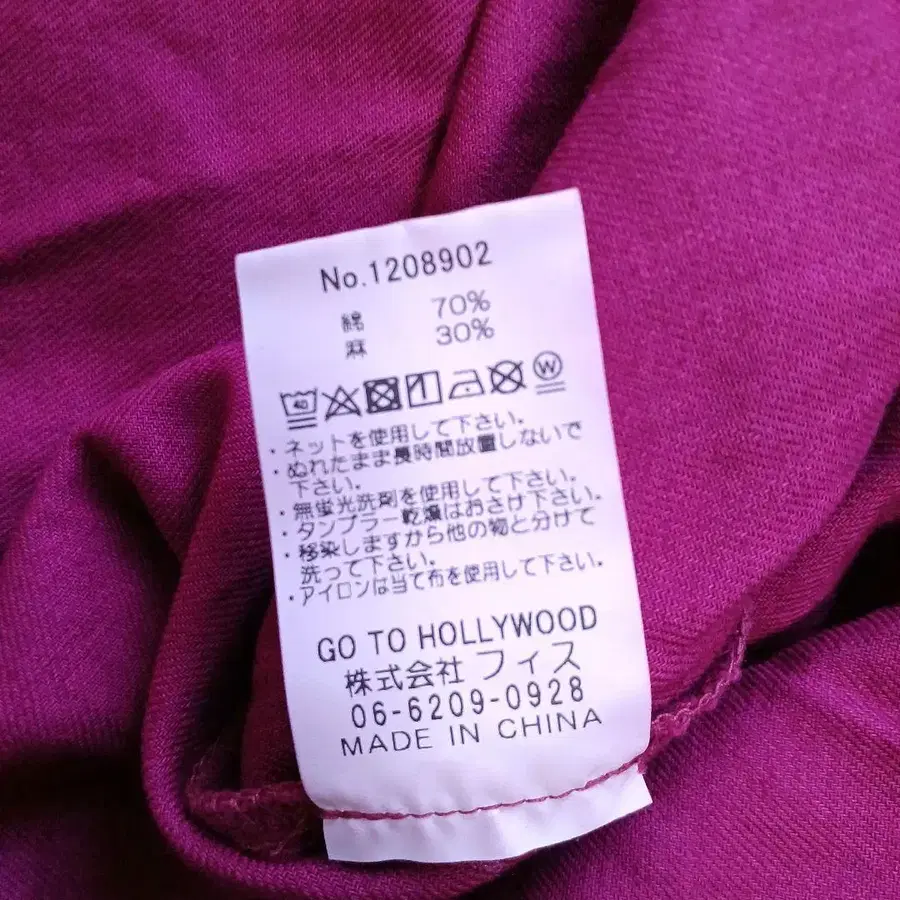 No.1208902
綿 70%
麻 30%
40 W
・ネットを使用して下さい.
・ぬれたまま長時間放置しないで
下さい.
・無蛍光洗剤を使用して下さい.
・タンブラー乾燥はおさけ下さい.
・移染しますから他の物と分けて
洗って下さい.
・アイロンは当て布を使用して下さい.
GO TO HOLLYWOOD
株式会社 フィス
06-6209-0928
MADE IN CHINA